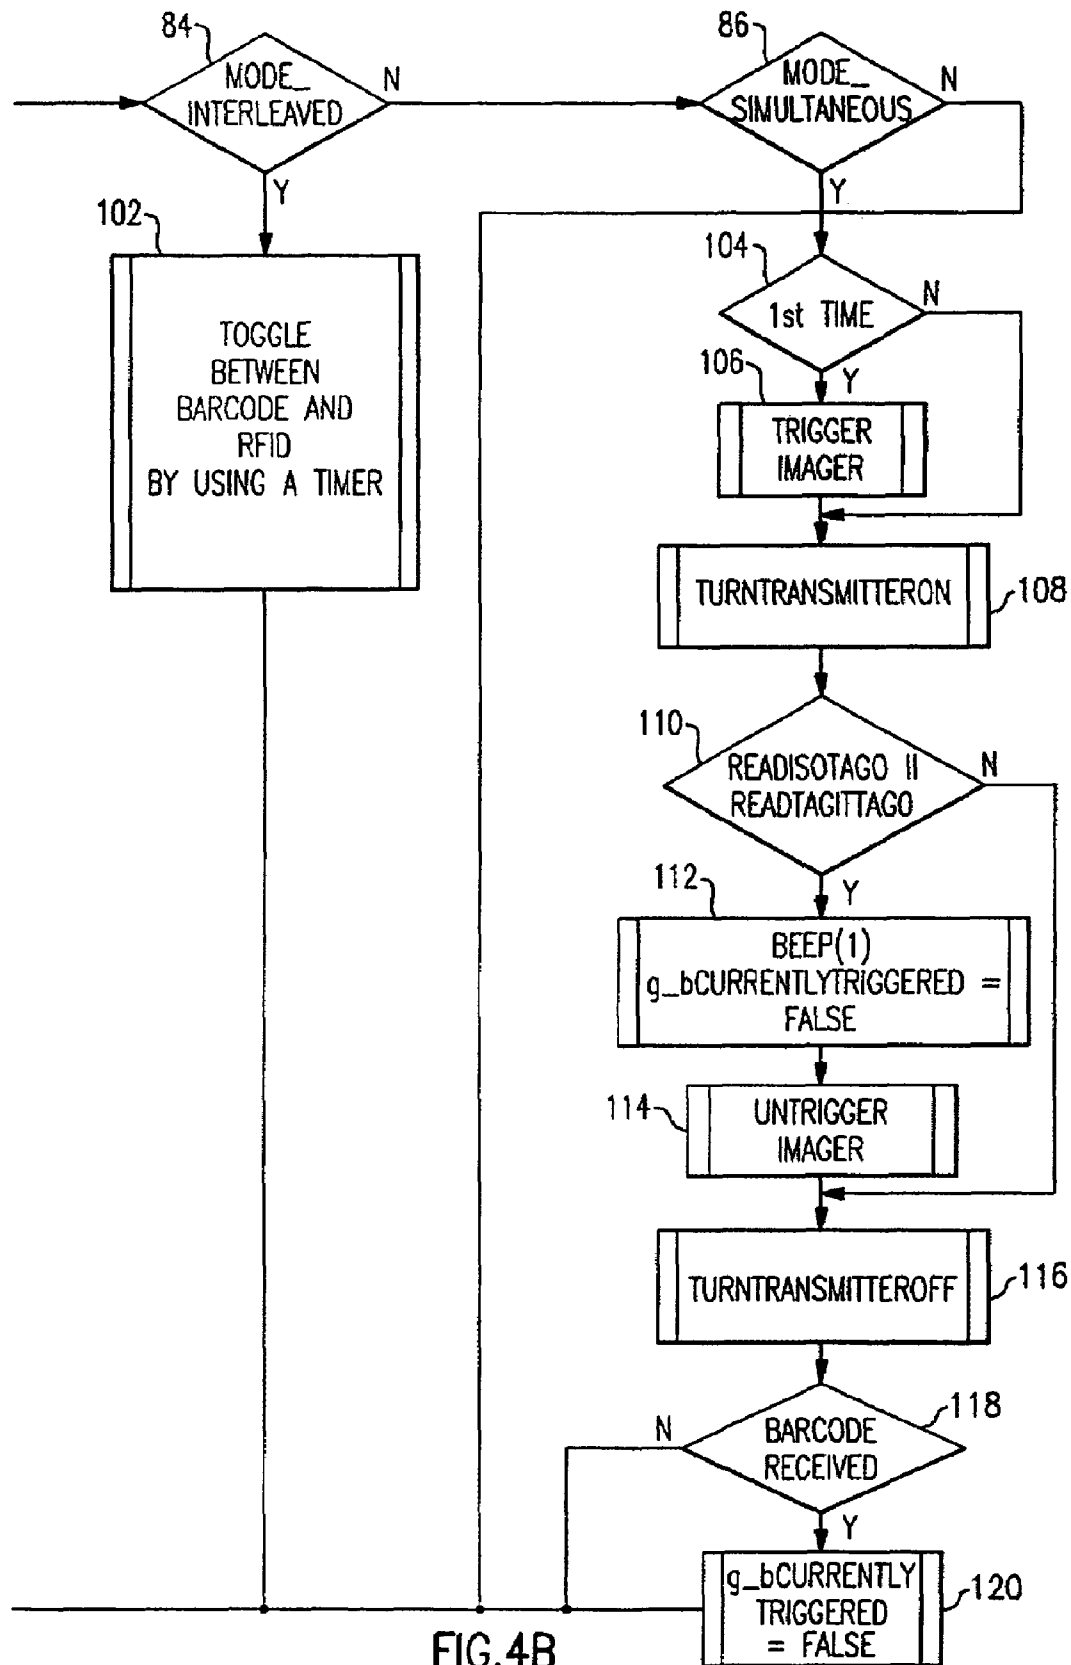 84
MODE_
INTERLEAVED
N
Y
86
MODE_
SIMULTANEOUS
N
Y
102
TOGGLE
BETWEEN
BARCODE AND
RFID
BY USING A TIMER
104
1st TIME
N
Y
106
TRIGGER
IMAGER
TURNTRANSMITTERON
108
110
READISOTAGO ||
READTAGITTAGO
N
Y
112
BEEP(1)
g_bCURRENTLYTRIGGERED =
FALSE
114
UNTRIGGER
IMAGER
TURNTRANSMITTEROFF
116
118
BARCODE
RECEIVED
N
Y
g_bCURRENTLY
TRIGGERED
= FALSE
120
FIG.4B